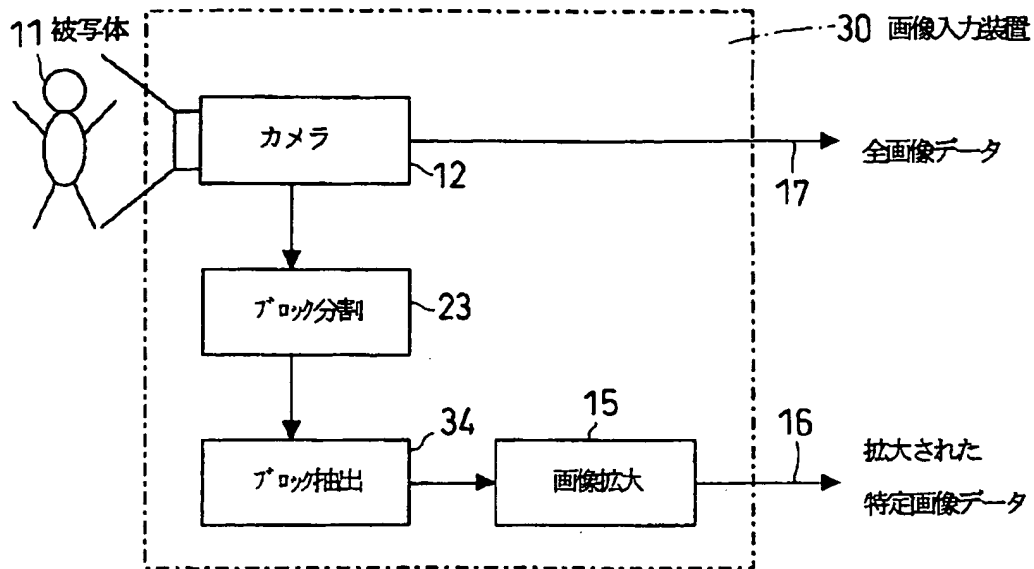 11 被写体
30 画像入力装置
カメラ
12
17
全画像データ
ブロック分割
23
34
ブロック抽出
15
画像拡大
16
拡大された
特定画像データ